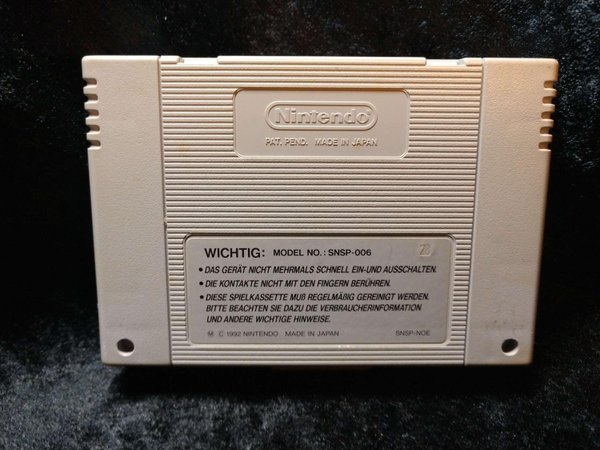 Nintendo
PAT. PEND. MADE IN JAPAN
WICHTIG: MODEL NO.: SNSP-006
• DAS GERÄT NICHT MEHRMALS SCHNELL EIN-UND AUSSCHALTEN.
• DIE KONTAKTE NICHT MIT DEN FINGERN BERÜHREN.
• DIESE SPIELKASSETTE MUß REGELMÄßIG GEREINIGT WERDEN.
BITTE BEACHTEN SIE DAZU DIE VERBRAUCHERINFORMATION
UND ANDERE WICHTIGE HINWEISE.
Ⓜ © 1992 NINTENDO MADE IN JAPAN SNSP-NOE